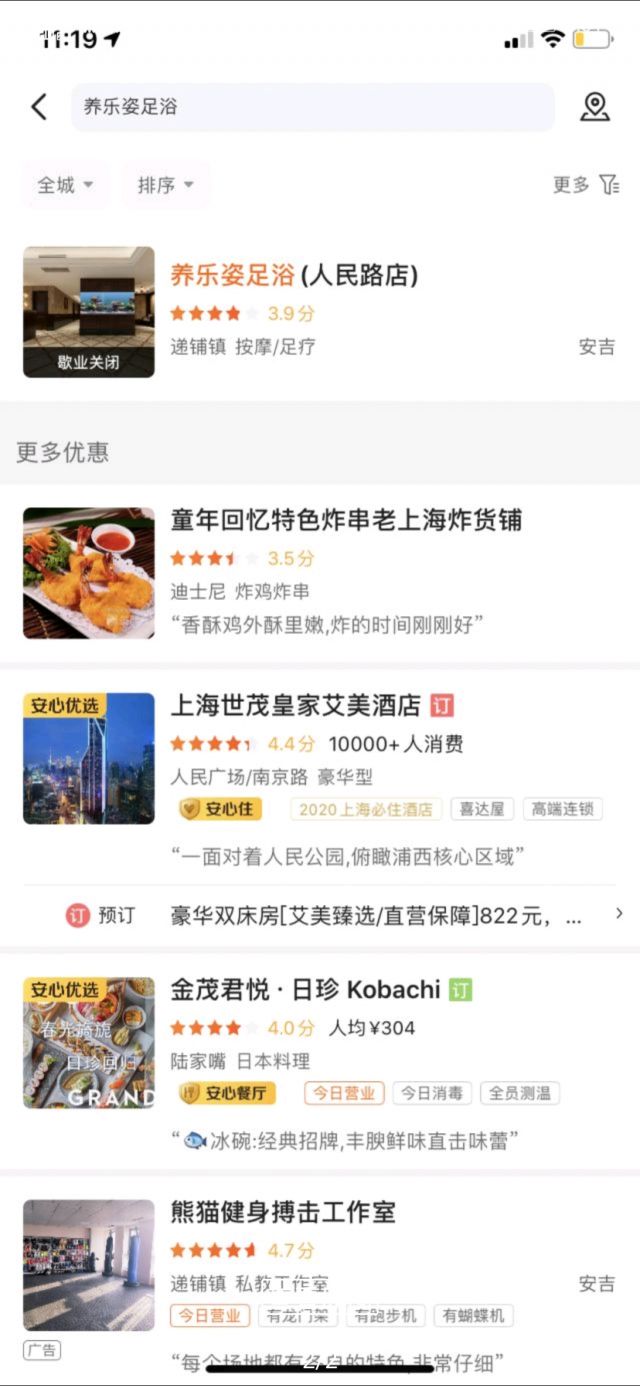 11:19
养乐姿足浴
全城
排序
更多
养乐姿足浴(人民路店)
3.9分
歇业关闭
递铺镇 按摩/足疗
安吉
更多优惠
童年回忆特色炸串老上海炸货铺
3.5分
迪士尼 炸鸡炸串
“香酥鸡外酥里嫩,炸的时间刚刚好”
安心优选
上海世茂皇家艾美酒店 订
4.4分 10000+人消费
人民广场/南京路 豪华型
安心住 2020上海必住酒店 喜达屋 高端连锁
“一面对着人民公园,俯瞰浦西核心区域”
订 预订 豪华双床房[艾美臻选/直营保障]822元，...
安心优选
金茂君悦·日珍 Kobachi 订
4.0分 人均¥304
春光旖旎
日珍回归
GRAND
陆家嘴 日本料理
安心餐厅 今日营业 今日消毒 全员测温
“冰碗:经典招牌,丰腴鲜味直击味蕾”
熊猫健身搏击工作室
4.7分
递铺镇 私教工作室
安吉
今日营业 有龙门架 有跑步机 有蝴蝶机
广告
“每个场地都有各自的特色,非常仔细”
2/2